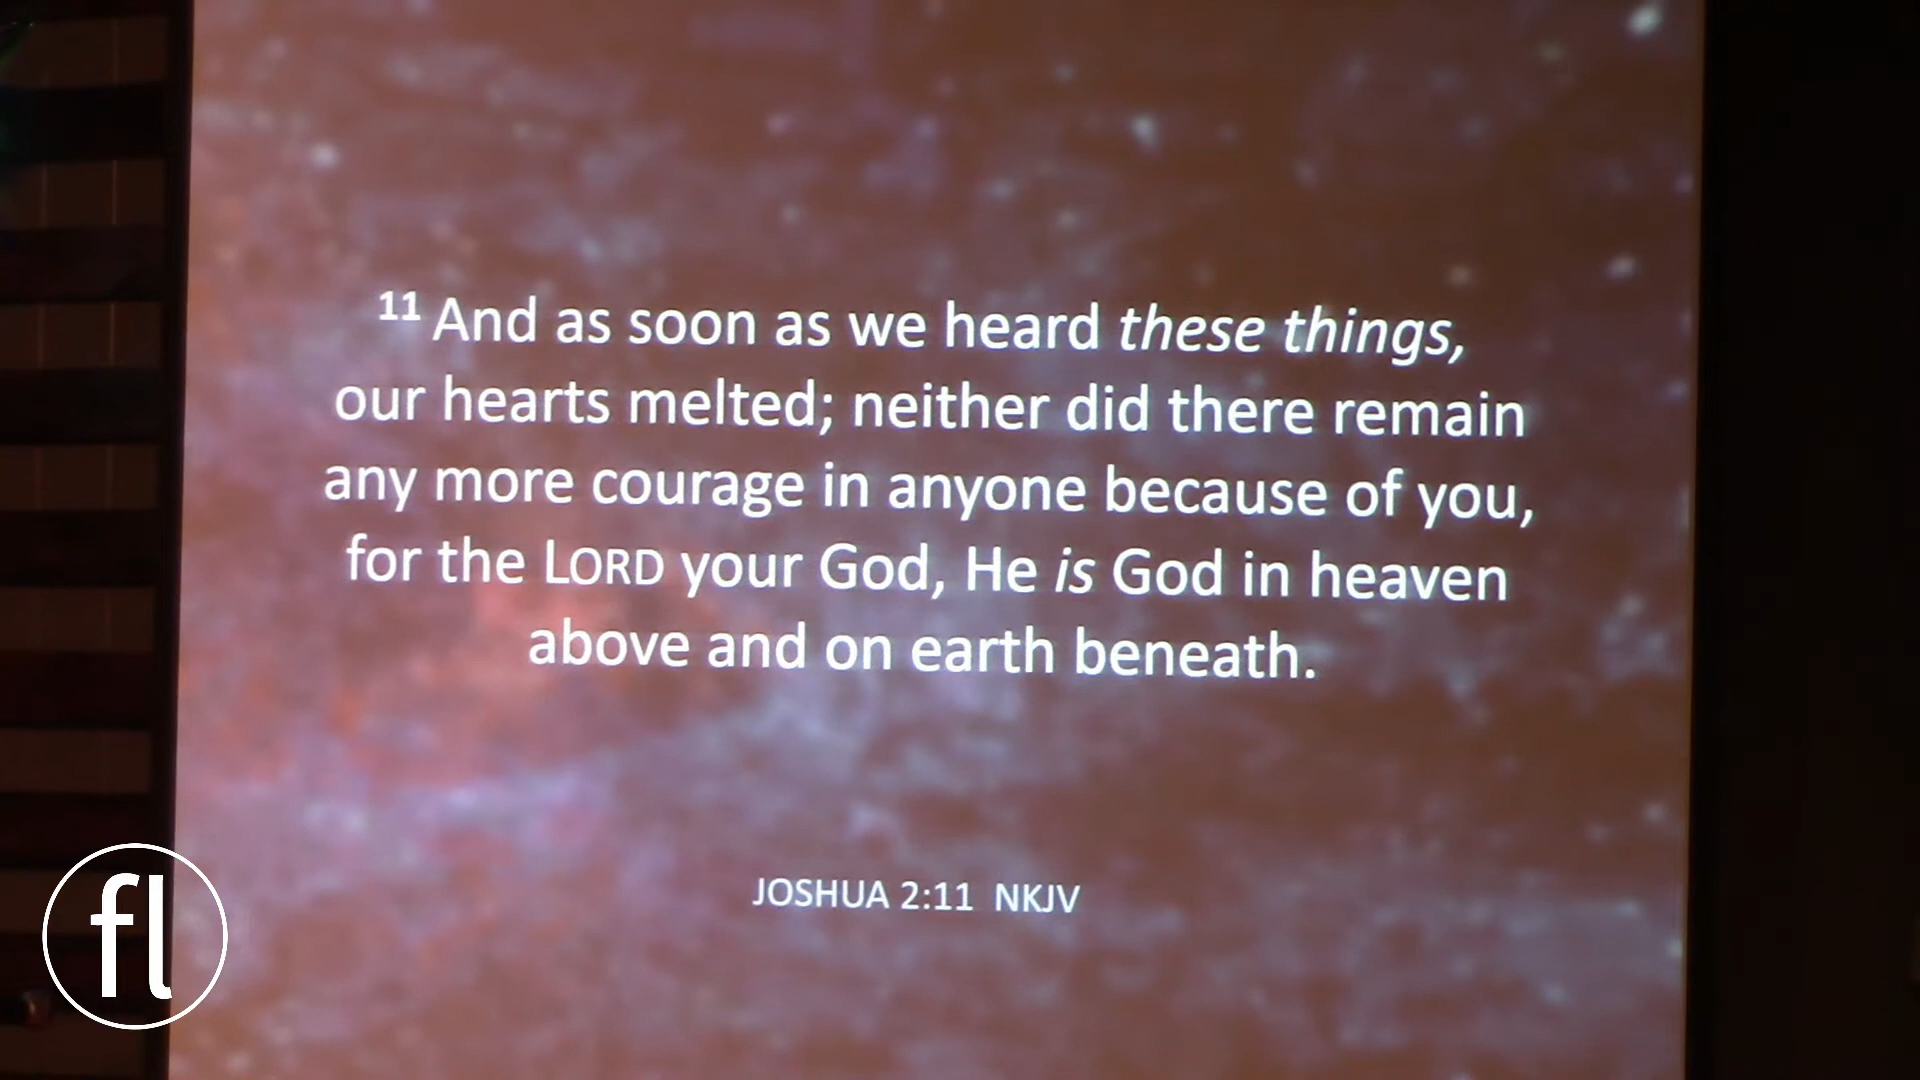 11 And as soon as we heard these things,
our hearts melted; neither did there remain
any more courage in anyone because of you,
for the LORD your God, He is God in heaven
above and on earth beneath.
JOSHUA 2:11 NKJV
fl